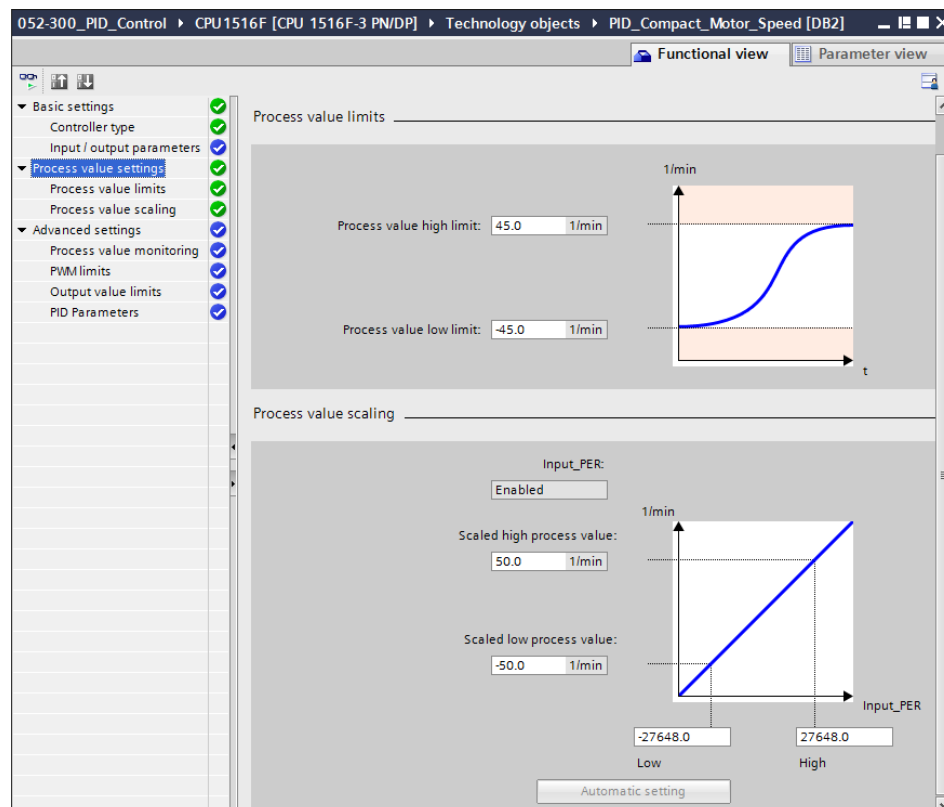 052-300_PID_Control ▸ CPU1516F [CPU 1516F-3 PN/DP] ▸ Technology objects ▸ PID_Compact_Motor_Speed [DB2]
Functional view
Parameter view
Basic settings
Controller type
Input / output parameters
Process value settings
Process value limits
Process value scaling
Advanced settings
Process value monitoring
PWM limits
Output value limits
PID Parameters
Process value limits
1/min
Process value high limit: 45.0 1/min
Process value low limit: -45.0 1/min
t
Process value scaling
Input_PER:
Enabled
1/min
Scaled high process value:
50.0 1/min
Scaled low process value:
-50.0 1/min
Input_PER
-27648.0 27648.0
Low High
Automatic setting